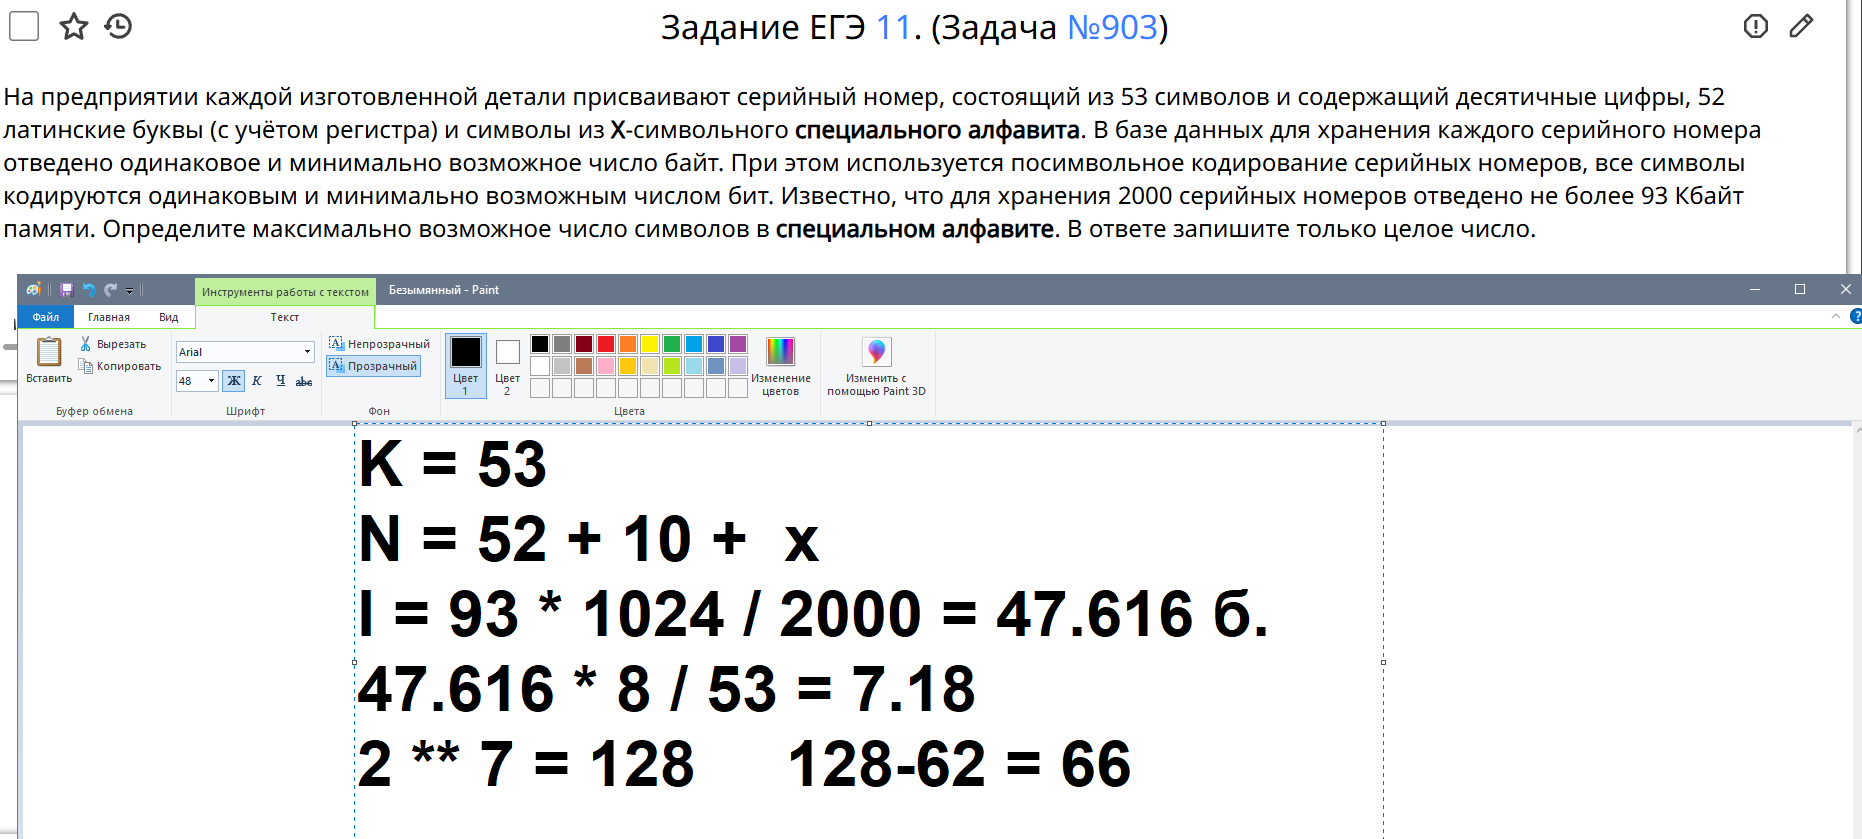 Задание ЕГЭ 11. (Задача №903)
На предприятии каждой изготовленной детали присваивают серийный номер, состоящий из 53 символов и содержащий десятичные цифры, 52
латинские буквы (с учётом регистра) и символы из X-символьного специального алфавита. В базе данных для хранения каждого серийного номера
отведено одинаковое и минимально возможное число байт. При этом используется посимвольное кодирование серийных номеров, все символы
кодируются одинаковым и минимально возможным числом бит. Известно, что для хранения 2000 серийных номеров отведено не более 93 Кбайт
памяти. Определите максимально возможное число символов в специальном алфавите. В ответе запишите только целое число.
Инструменты работы с текстом
Безымянный - Paint
Файл Главная Вид Текст
Вставить
Вырезать
Копировать
Буфер обмена
Arial
48 Ж К Ч abc
Шрифт
Непрозрачный
Прозрачный
Фон
Цвет 1
Цвет 2
Изменение цветов
Цвета
Изменить с помощью Paint 3D
K = 53
N = 52 + 10 + x
I = 93 * 1024 / 2000 = 47.616 б.
47.616 * 8 / 53 = 7.18
2 ** 7 = 128 128-62 = 66